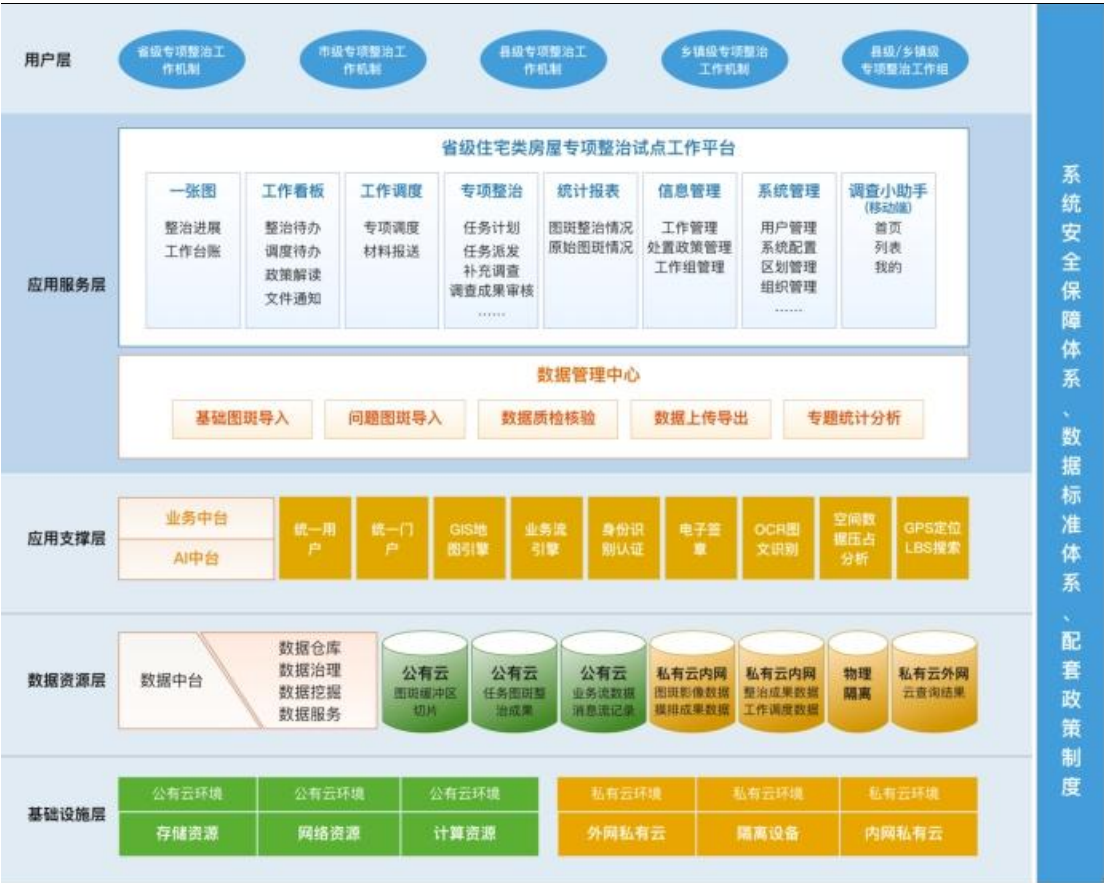 用户层
省级专项整治工
作机制
市级专项整治工
作机制
县级专项整治工
作机制
乡镇级专项整治
工作机制
县级/乡镇级
专项整治工作组
应用服务层
省级住宅类房屋专项整治试点工作平台
一张图
整治进展
工作台账
工作看板
整治待办
调度待办
政策解读
文件通知
工作调度
专项调度
材料报送
专项整治
任务计划
任务派发
补充调查
调查成果审核
......
统计报表
图斑整治情况
原始图斑情况
信息管理
工作管理
处置政策管理
工作组管理
系统管理
用户管理
系统配置
区划管理
组织管理
......
调查小助手
(移动端)
首页
列表
我的
数据管理中心
基础图斑导入
问题图斑导入
数据质检核验
数据上传导出
专题统计分析
应用支撑层
业务中台
AI中台
统一用
户
统一门
户
GIS地
图引擎
业务流
引擎
身份识
别认证
电子签
章
OCR图
文识别
空间数
据压占
分析
GPS定位
LBS搜索
数据资源层
数据中台
数据仓库
数据治理
数据挖掘
数据服务
公有云
图斑缓冲区
切片
公有云
任务图斑整
治成果
公有云
业务流数据
消息流记录
私有云内网
图斑影像数据
摸排成果数据
私有云内网
整治成果数据
工作调度数据
物理
隔离
私有云外网
云查询结果
基础设施层
公有云环境
公有云环境
公有云环境
存储资源
网络资源
计算资源
私有云环境
私有云环境
私有云环境
外网私有云
隔离设备
内网私有云
系统安全保障体系、数据标准体系、配套政策制度